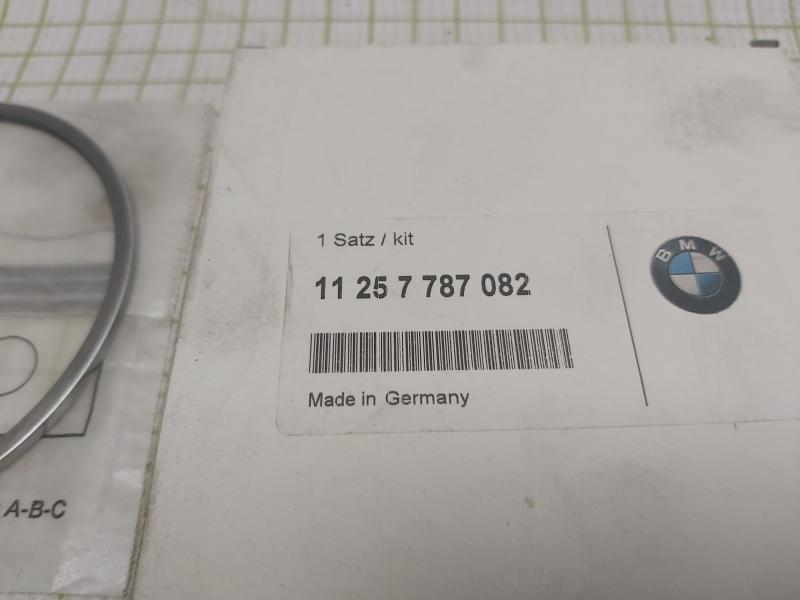 1 Satz / kit
11 25 7 787 082
Made in Germany
BMW
A-B-C